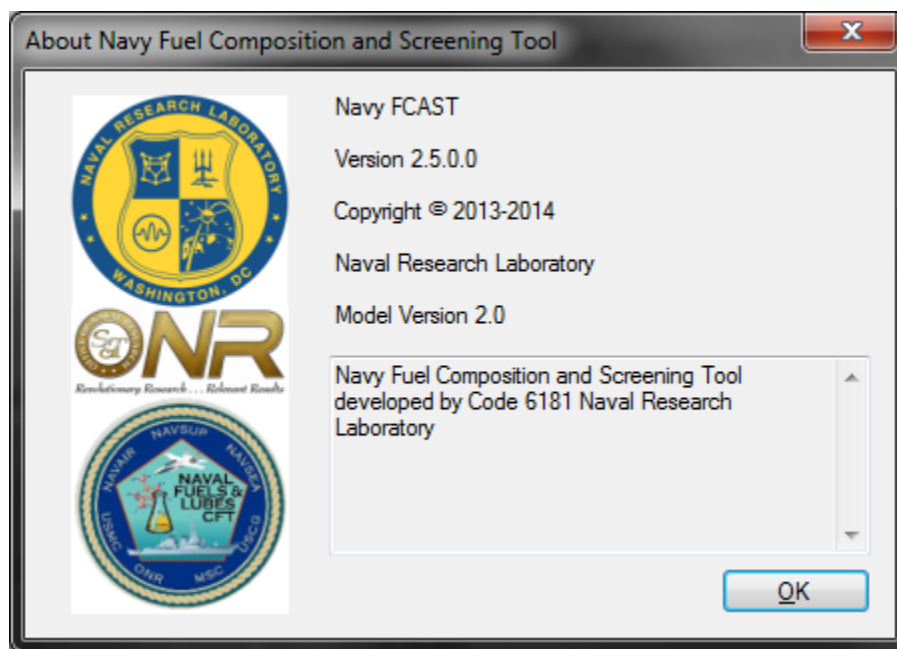 About Navy Fuel Composition and Screening Tool
NAVAL RESEARCH LABORATORY
WASHINGTON, DC
ONR
Revolutionary Research . . . Relevant Results
NAVAIR NAVSUP NAVSEA
USMC ONR MSC USCG
NAVAL
FUELS &
LUBES
CFT
Navy FCAST
Version 2.5.0.0
Copyright © 2013-2014
Naval Research Laboratory
Model Version 2.0
Navy Fuel Composition and Screening Tool
developed by Code 6181 Naval Research
Laboratory
OK